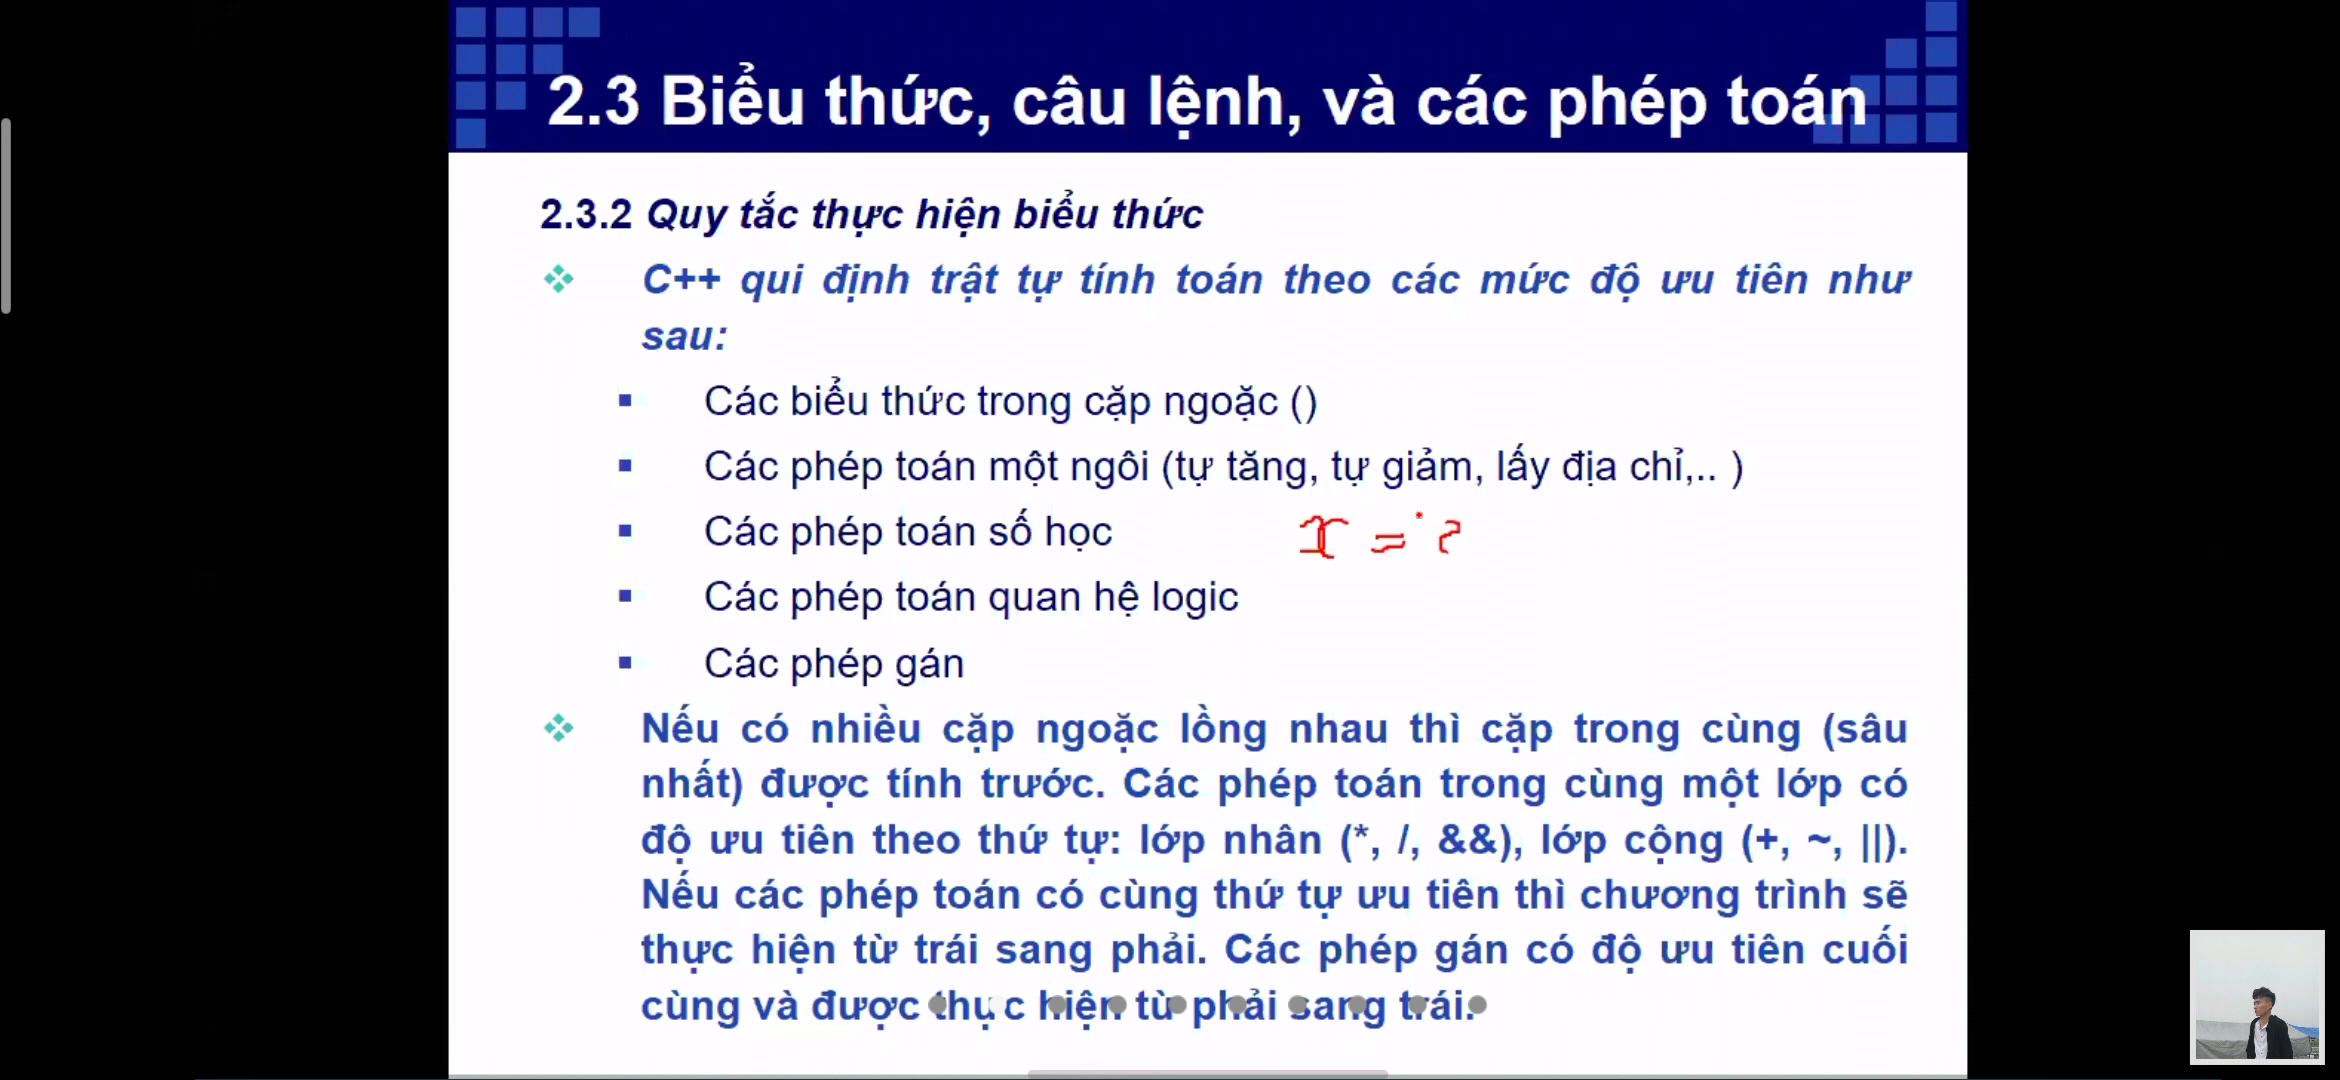 2.3 Biểu thức, câu lệnh, và các phép toán
2.3.2 Quy tắc thực hiện biểu thức
C++ qui định trật tự tính toán theo các mức độ ưu tiên như
sau:
Các biểu thức trong cặp ngoặc ()
Các phép toán một ngôi (tự tăng, tự giảm, lấy địa chỉ,.. )
Các phép toán số học
Các phép toán quan hệ logic
Các phép gán
Nếu có nhiều cặp ngoặc lồng nhau thì cặp trong cùng (sâu
nhất) được tính trước. Các phép toán trong cùng một lớp có
độ ưu tiên theo thứ tự: lớp nhân (*, /, &&), lớp cộng (+, ~, ||).
Nếu các phép toán có cùng thứ tự ưu tiên thì chương trình sẽ
thực hiện từ trái sang phải. Các phép gán có độ ưu tiên cuối
cùng và được thực hiện từ phải sang trái.